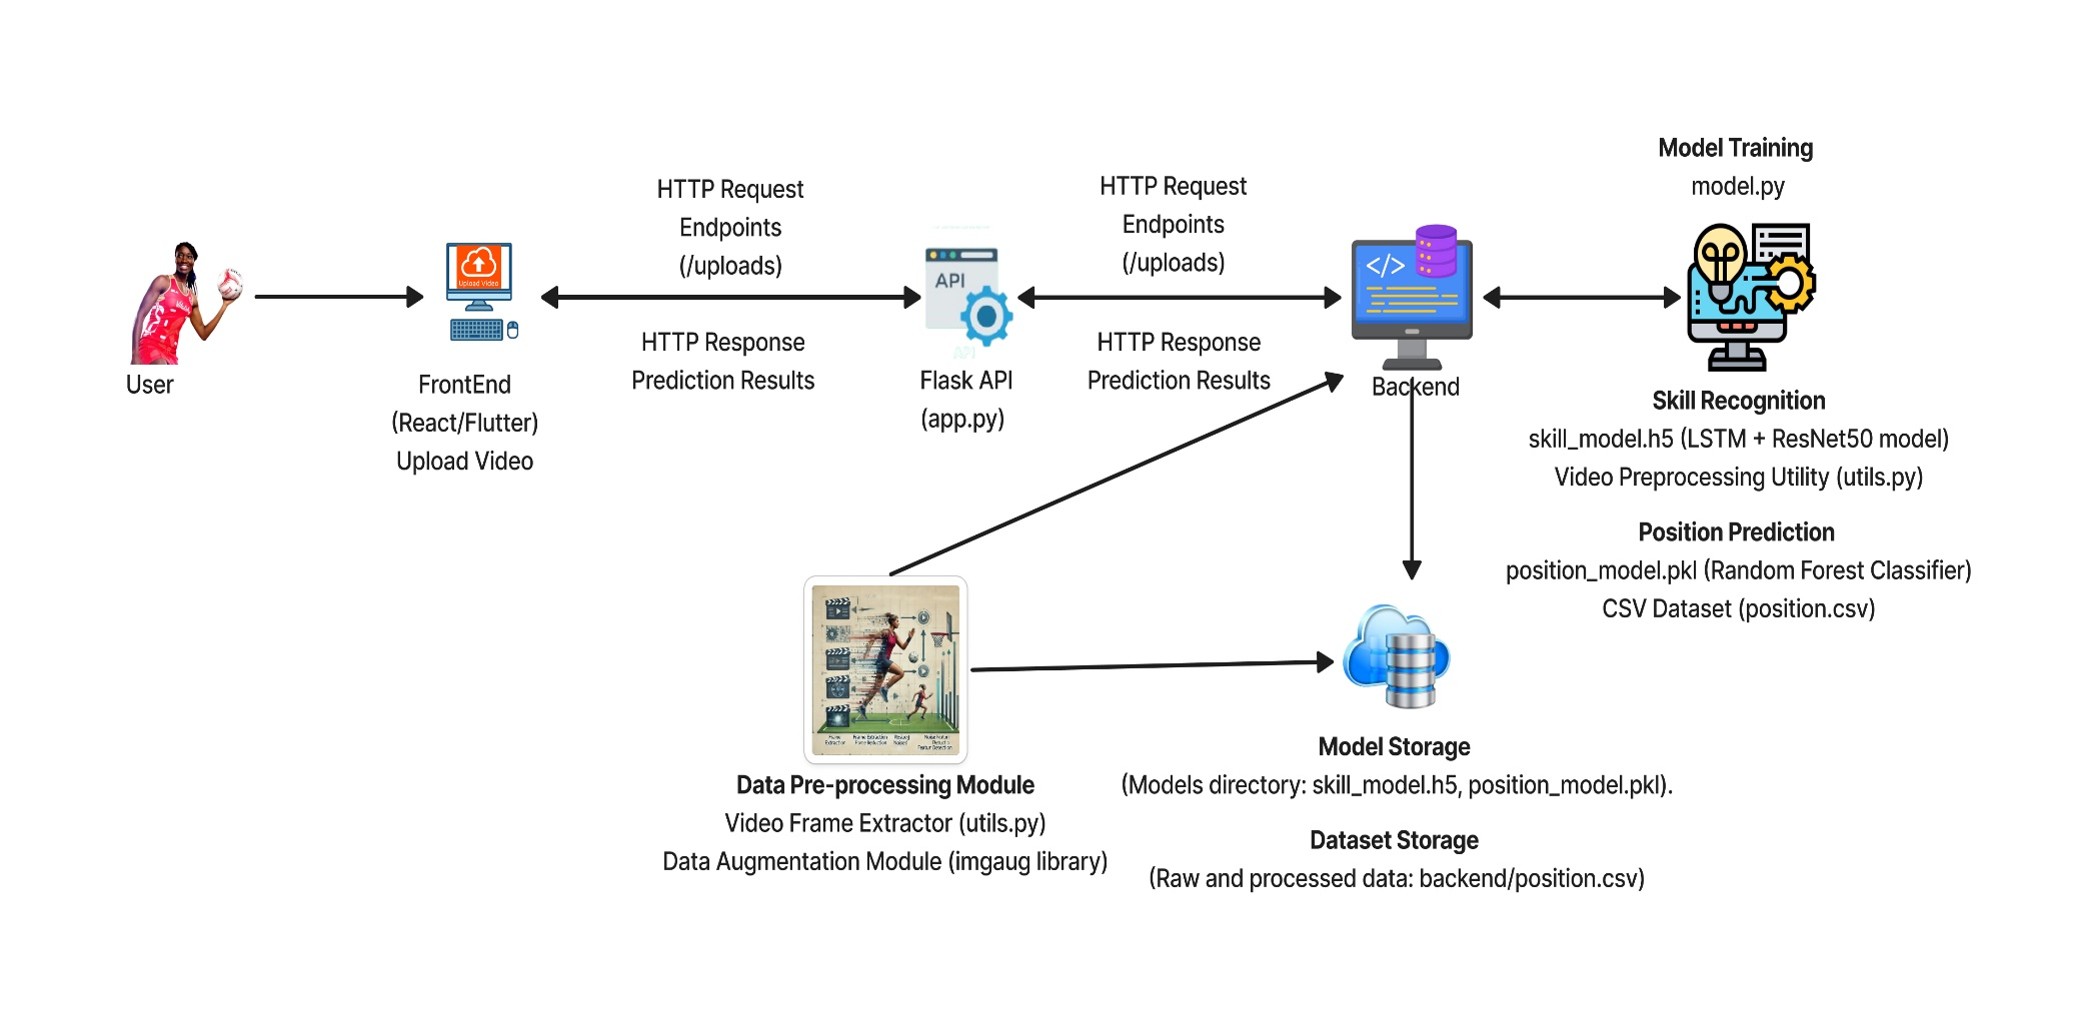 User
Upload Video
FrontEnd
(React/Flutter)
Upload Video
HTTP Request
Endpoints
(/uploads)
HTTP Response
Prediction Results
API
API
Flask API
(app.py)
HTTP Request
Endpoints
(/uploads)
HTTP Response
Prediction Results
</>
Backend
Model Training
model.py
Skill Recognition
skill_model.h5 (LSTM + ResNet50 model)
Video Preprocessing Utility (utils.py)
Position Prediction
position_model.pkl (Random Forest Classifier)
CSV Dataset (position.csv)
Data Pre-processing Module
Video Frame Extractor (utils.py)
Data Augmentation Module (imgaug library)
Model Storage
(Models directory: skill_model.h5, position_model.pkl).
Dataset Storage
(Raw and processed data: backend/position.csv)